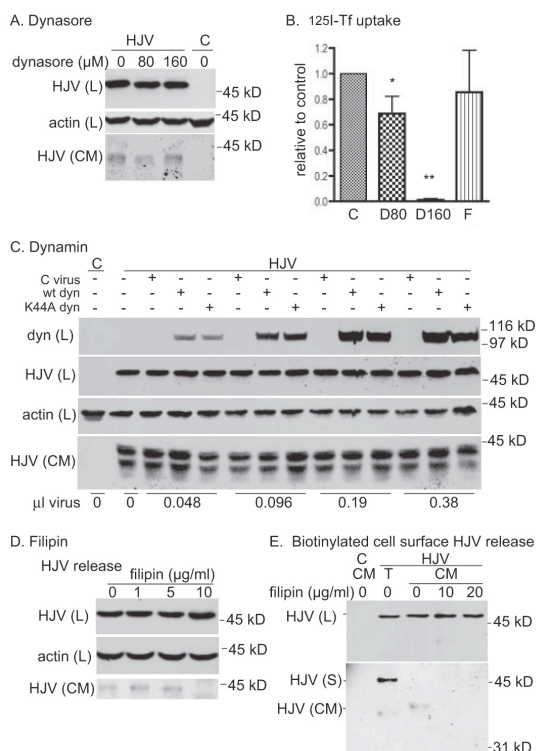 A. Dynasore
HJV C
dynasore (µM) 0 80 160 0
HJV (L)
-45 kD
actin (L)
-45 kD
HJV (CM)
-45 kD
B. 125I-Tf uptake
relative to control
1.2
1.0
0.8
0.6
0.4
0.2
0.0
*
**
C D80 D160 F
C. Dynamin
C HJV
C virus - - + - - + - - + - - + - -
wt dyn - - - + - - + - - + - - + -
K44A dyn - - - - + - - + - - + - - +
dyn (L)
-116 kD
-97 kD
HJV (L)
-45 kD
actin (L)
-45 kD
HJV (CM)
-45 kD
µl virus 0 0 0.048 0.096 0.19 0.38
D. Filipin
HJV release
filipin (µg/ml)
0 1 5 10
HJV (L)
-45 kD
actin (L)
-45 kD
HJV (CM)
-45 kD
E. Biotinylated cell surface HJV release
C HJV
CM T CM
filipin (µg/ml) 0 0 0 10 20
HJV (L)
-45 kD
HJV (S)
-45 kD
HJV (CM)
-31 kD